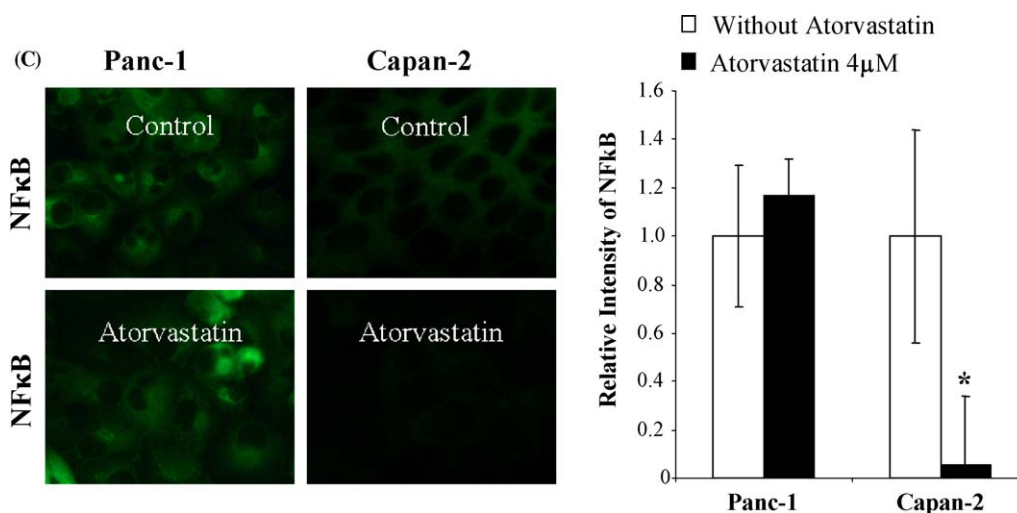 (C)
Panc-1
Capan-2
NFκB
Control
Control
NFκB
Atorvastatin
Atorvastatin
Without Atorvastatin
Atorvastatin 4µM
Relative Intensity of NFkB
1.6
1.4
1.2
1.0
0.8
0.6
0.4
0.2
0
*
Panc-1
Capan-2